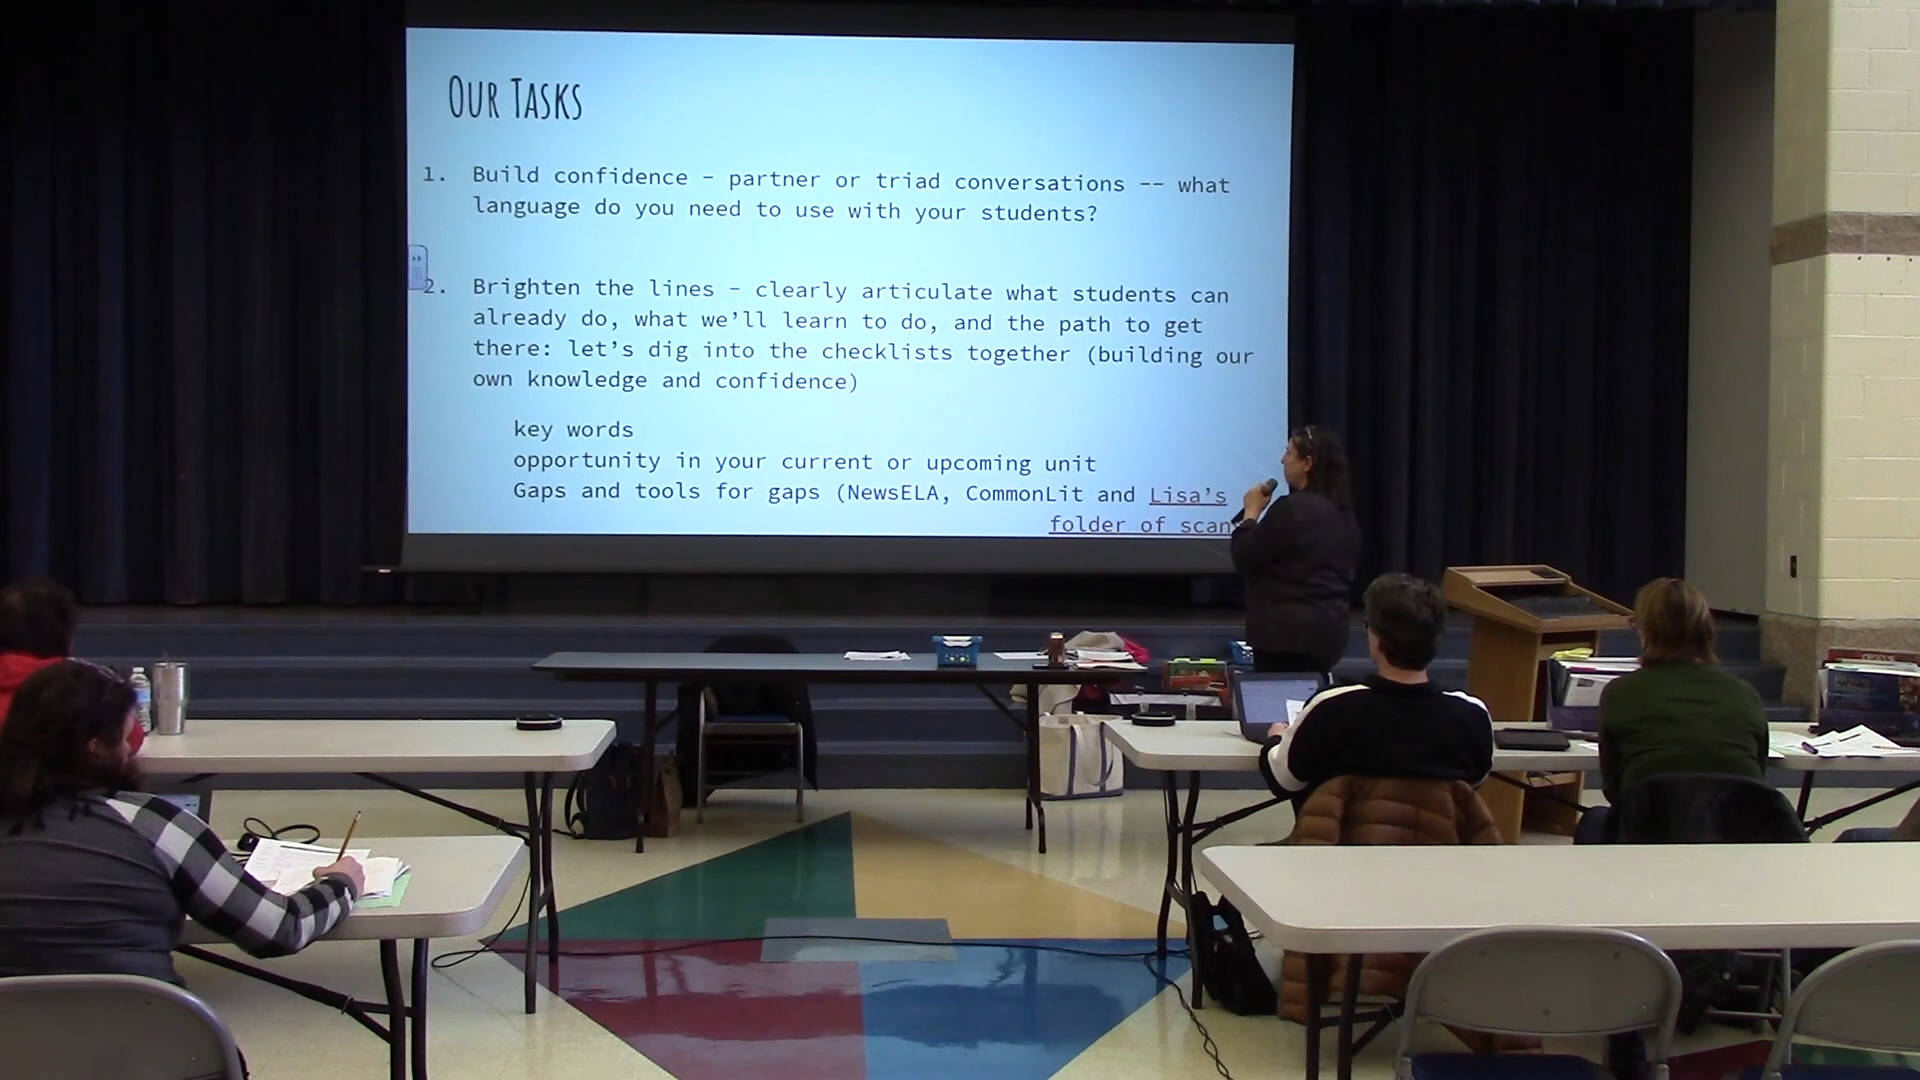 Our Tasks
1. Build confidence – partner or triad conversations -- what
language do you need to use with your students?
2. Brighten the lines – clearly articulate what students can
already do, what we’ll learn to do, and the path to get
there: let’s dig into the checklists together (building our
own knowledge and confidence)
key words
opportunity in your current or upcoming unit
Gaps and tools for gaps (NewsELA, CommonLit and Lisa’s
folder of scan